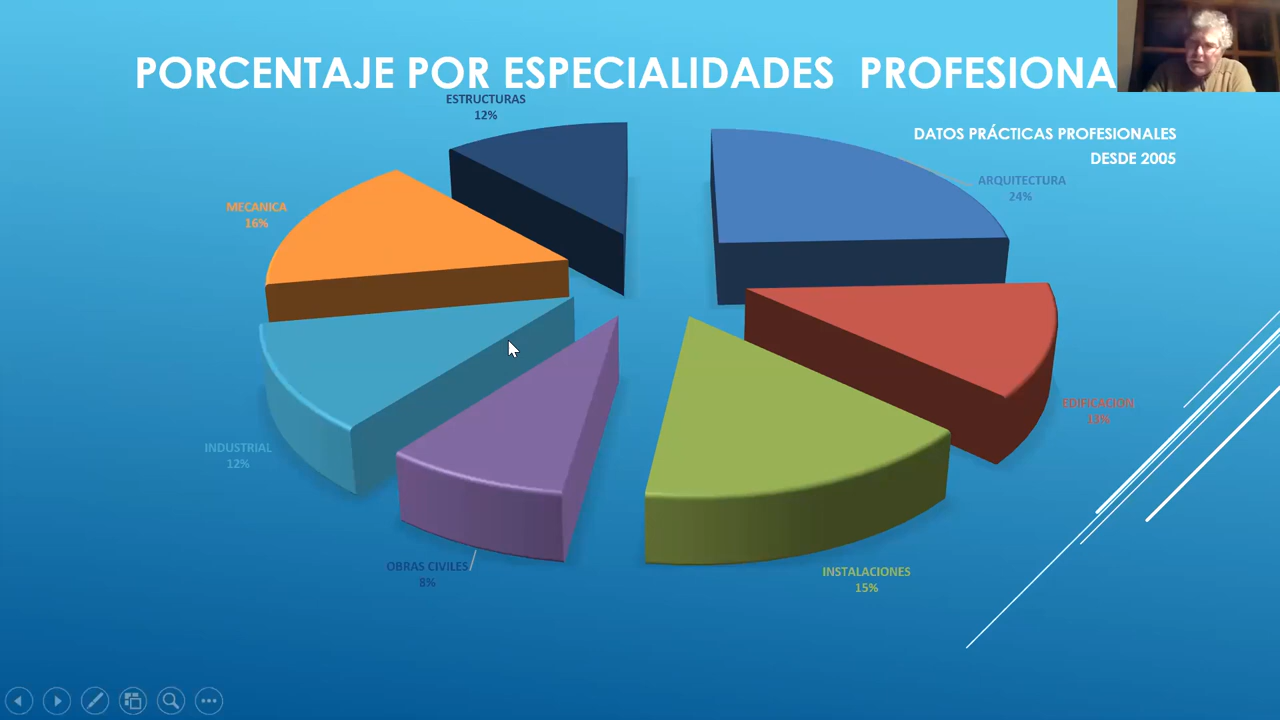 PORCENTAJE POR ESPECIALIDADES PROFESIONA
DATOS PRÁCTICAS PROFESIONALES
DESDE 2005
ESTRUCTURAS
12%
ARQUITECTURA
24%
MECANICA
16%
EDIFICACION
13%
INDUSTRIAL
12%
OBRAS CIVILES
8%
INSTALACIONES
15%